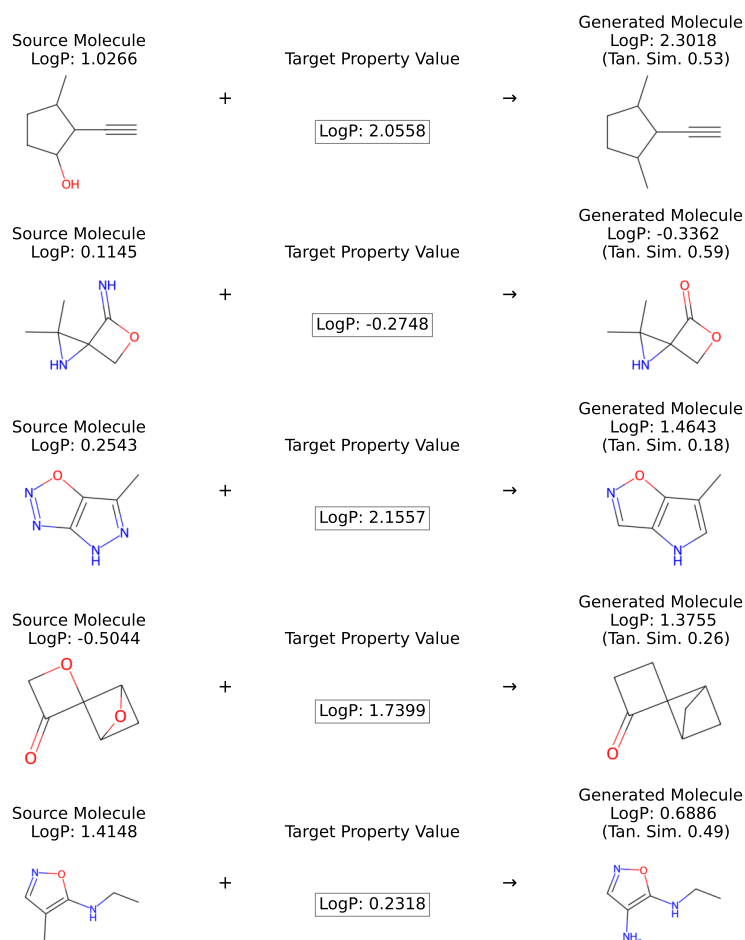 Source Molecule
LogP: 1.0266
+
Target Property Value
LogP: 2.0558
→
Generated Molecule
LogP: 2.3018
(Tan. Sim. 0.53)
OH
Source Molecule
LogP: 0.1145
+
Target Property Value
LogP: -0.2748
→
Generated Molecule
LogP: -0.3362
(Tan. Sim. 0.59)
NH
O
HN
O
O
HN
Source Molecule
LogP: 0.2543
+
Target Property Value
LogP: 2.1557
→
Generated Molecule
LogP: 1.4643
(Tan. Sim. 0.18)
O
N
N
N
N
H
O
N
N
H
Source Molecule
LogP: -0.5044
+
Target Property Value
LogP: 1.7399
→
Generated Molecule
LogP: 1.3755
(Tan. Sim. 0.26)
O
O
O
O
Source Molecule
LogP: 1.4148
+
Target Property Value
LogP: 0.2318
→
Generated Molecule
LogP: 0.6886
(Tan. Sim. 0.49)
N
O
N
H
N
O
N
H
NH